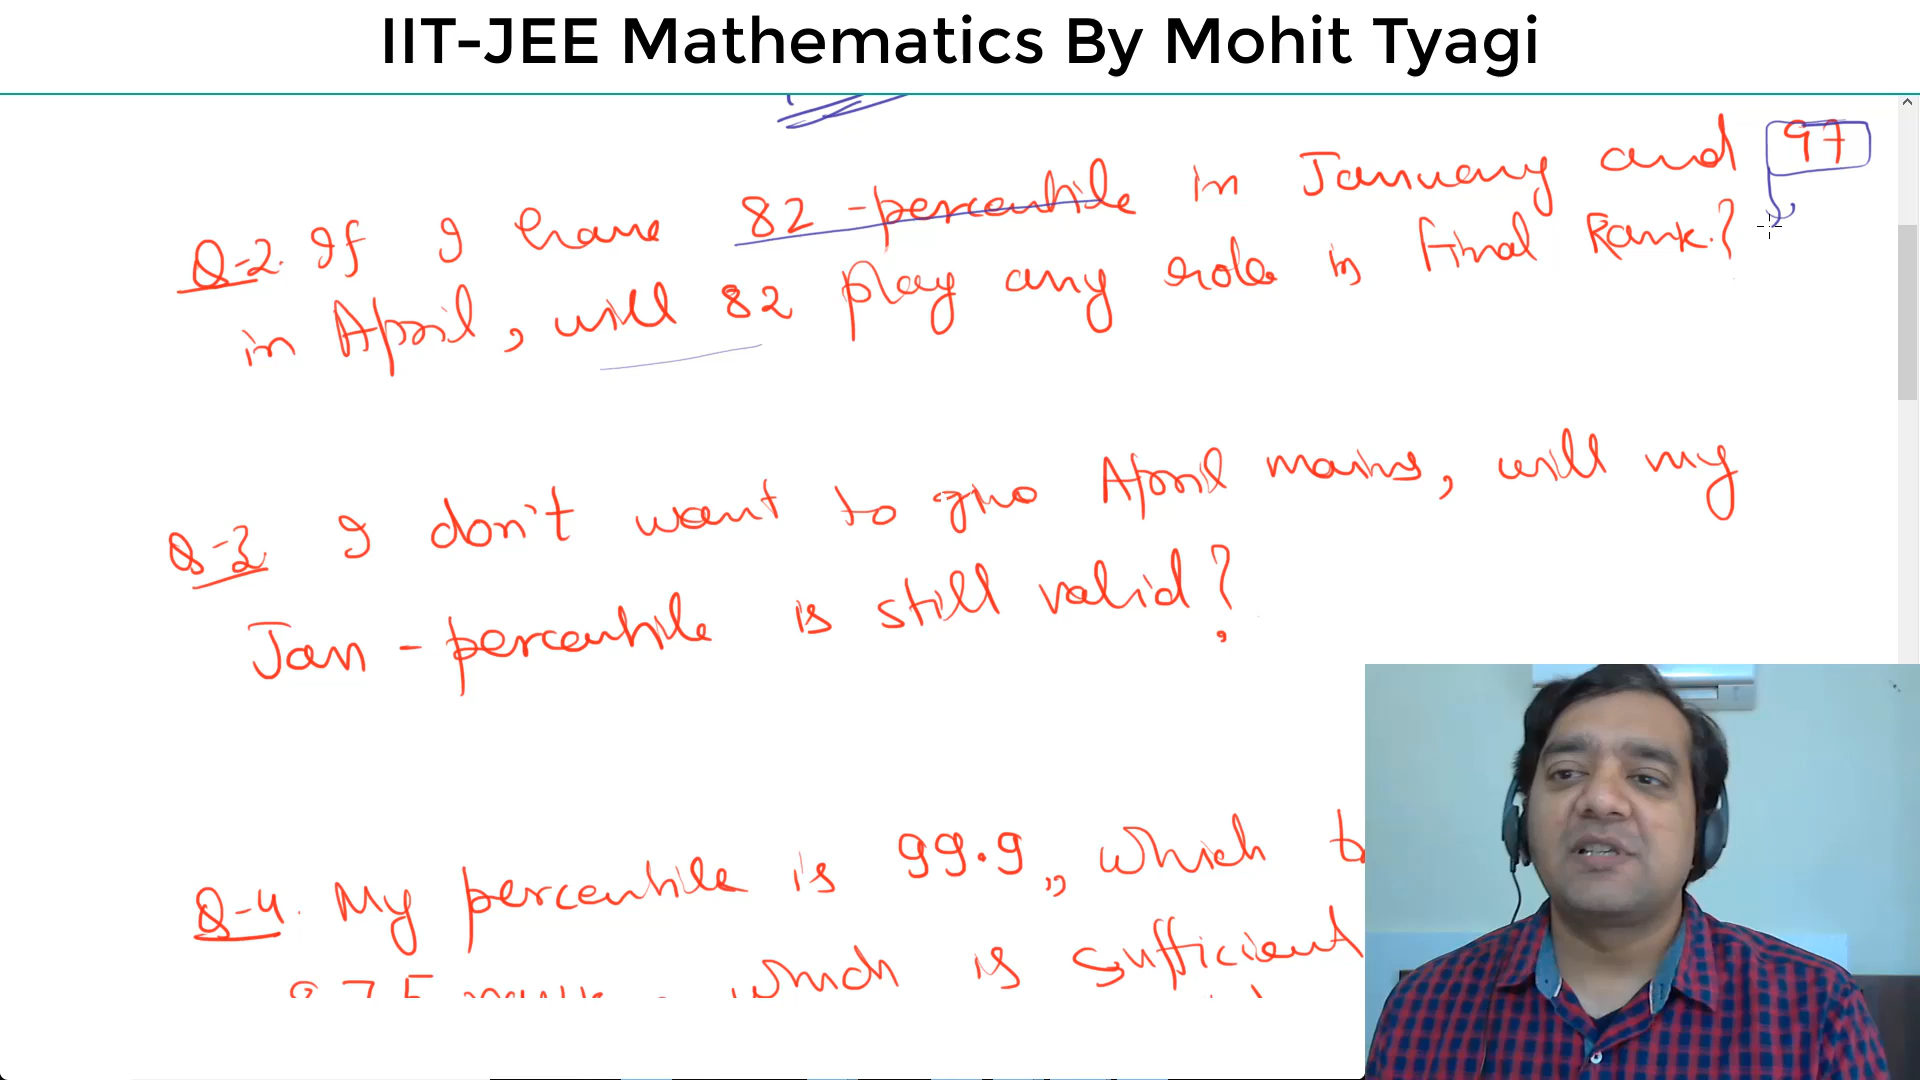 IIT-JEE Mathematics By Mohit Tyagi
Q-2. If I have 82-percentile in January and 97
in April, will 82 play any role in final Rank?
Q-3 I don't want to give April mains, will my
Jan-percentile is still valid?
Q-4. My percentile is 99.9, which
which is sufficient